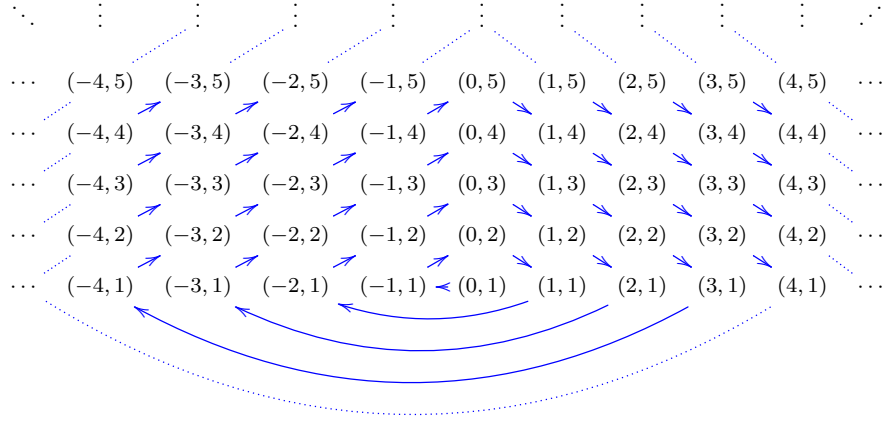 ⋱ ⋮ ⋮ ⋮ ⋮ ⋮ ⋮ ⋮ ⋮ ⋮ ⋰
⋯ (−4, 5) (−3, 5) (−2, 5) (−1, 5) (0, 5) (1, 5) (2, 5) (3, 5) (4, 5) ⋯
⋯ (−4, 4) (−3, 4) (−2, 4) (−1, 4) (0, 4) (1, 4) (2, 4) (3, 4) (4, 4) ⋯
⋯ (−4, 3) (−3, 3) (−2, 3) (−1, 3) (0, 3) (1, 3) (2, 3) (3, 3) (4, 3) ⋯
⋯ (−4, 2) (−3, 2) (−2, 2) (−1, 2) (0, 2) (1, 2) (2, 2) (3, 2) (4, 2) ⋯
⋯ (−4, 1) (−3, 1) (−2, 1) (−1, 1) (0, 1) (1, 1) (2, 1) (3, 1) (4, 1) ⋯